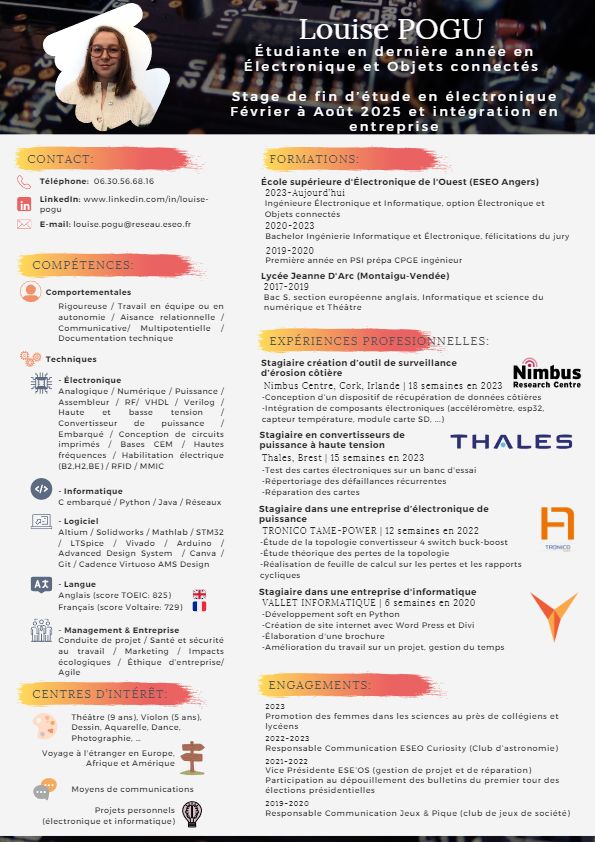 Louise POGU
Étudiante en dernière année en
Électronique et Objets connectés
Stage de fin d'étude en électronique
Février à Août 2025 et intégration en
entreprise
CONTACT:
Téléphone: 06.30.56.68.16
LinkedIn: www.linkedin.com/in/louise-
pogu
E-mail: louise.pogu@reseau.eseo.fr
COMPÉTENCES:
Comportementales
Rigoureuse / Travail en équipe ou en
autonomie / Aisance relationnelle /
Communicative/ Multipotentielle /
Documentation technique
Techniques
- Électronique
Analogique / Numérique / Puissance /
Assembleur / RF/ VHDL / Verilog /
Haute et basse tension /
Convertisseur de puissance /
Embarqué / Conception de circuits
imprimés / Bases CEM / Hautes
fréquences / Habilitation électrique
(B2,H2,BE) / RFID / MMIC
- Informatique
C embarqué / Python / Java / Réseaux
- Logiciel
Altium / Solidworks / Mathlab / STM32
/ LTSpice / Vivado / Arduino /
Advanced Design System / Canva /
Git / Cadence Virtuoso AMS Design
- Langue
Anglais (score TOEIC: 825)
Français (score Voltaire: 729)
- Management & Entreprise
Conduite de projet / Santé et sécurité
au travail / Marketing / Impacts
écologiques / Éthique d'entreprise/
Agile
CENTRES D'INTÉRÊT:
Théâtre (9 ans), Violon (5 ans),
Dessin, Aquarelle, Dance,
Photographie, ...
Voyage à l'étranger en Europe,
Afrique et Amérique
Moyens de communications
Projets personnels
(électronique et informatique)
FORMATIONS:
École supérieure d'Électronique de l'Ouest (ESEO Angers)
2023-Aujourd'hui
Ingénieure Électronique et Informatique, option Électronique et
Objets connectés
2020-2023
Bachelor Ingénierie Informatique et Électronique, félicitations du jury
2019-2020
Première année en PSI prépa CPGE ingénieur
Lycée Jeanne D'Arc (Montaigu-Vendée)
2017-2019
Bac S, section européenne anglais, Informatique et science du
numérique et Théâtre
EXPÉRIENCES PROFESIONNELLES:
Stagiaire création d'outil de surveillance
d'érosion côtière
Nimbus Centre, Cork, Irlande | 18 semaines en 2023
-Conception d'un dispositif de récupération de données côtières
-Intégration de composants électroniques (accéléromètre, esp32,
capteur température, module carte SD, ...)
Nimbus
Research Centre
Stagiaire en convertisseurs de
puissance à haute tension
Thales, Brest | 15 semaines en 2023
-Test des cartes électroniques sur un banc d'essai
-Répertoriage des défaillances récurrentes
-Réparation des cartes
THALES
Stagiaire dans une entreprise d'électronique de
puissance
TRONICO TAME-POWER | 12 semaines en 2022
-Étude de la topologie convertisseur 4 switch buck-boost
-Étude théorique des pertes de la topologie
-Réalisation de feuille de calcul sur les pertes et les rapports
cycliques
TRONICO
Stagiaire dans une entreprise d'informatique
VALLET INFORMATIQUE | 6 semaines en 2020
-Développement soft en Python
-Création de site internet avec Word Press et Divi
-Élaboration d'une brochure
-Amélioration du travail sur un projet, gestion du temps
ENGAGEMENTS:
2023
Promotion des femmes dans les sciences au près de collégiens et
lycéens
2022-2023
Responsable Communication ESEO Curiosity (Club d'astronomie)
2021-2022
Vice Présidente ESE'OS (gestion de projet et de réparation)
Participation au dépouillement des bulletins du premier tour des
élections présidentielles
2019-2020
Responsable Communication Jeux & Pique (club de jeux de société)